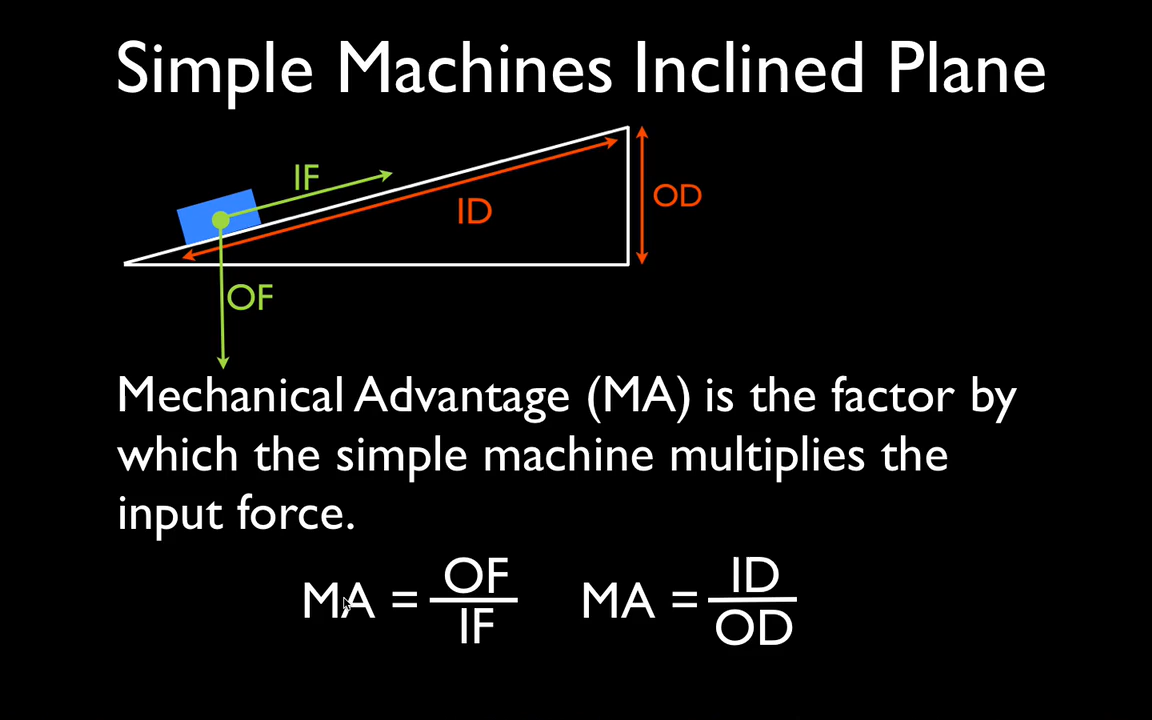 Simple Machines Inclined Plane
IF
ID
OD
OF
Mechanical Advantage (MA) is the factor by
which the simple machine multiplies the
input force.
MA = OF / IF MA = ID / OD